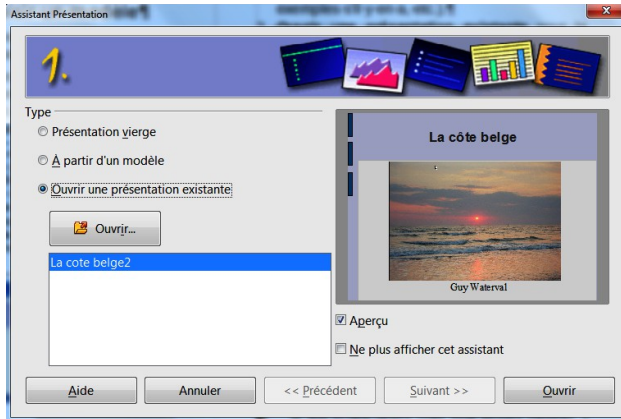 Assistant Présentation
1.
Type
Présentation vierge
À partir d'un modèle
Ouvrir une présentation existante
Ouvrir...
La cote belge2
La côte belge
Guy Waterval
Aperçu
Ne plus afficher cet assistant
Aide
Annuler
<< Précédent
Suivant >>
Ouvrir